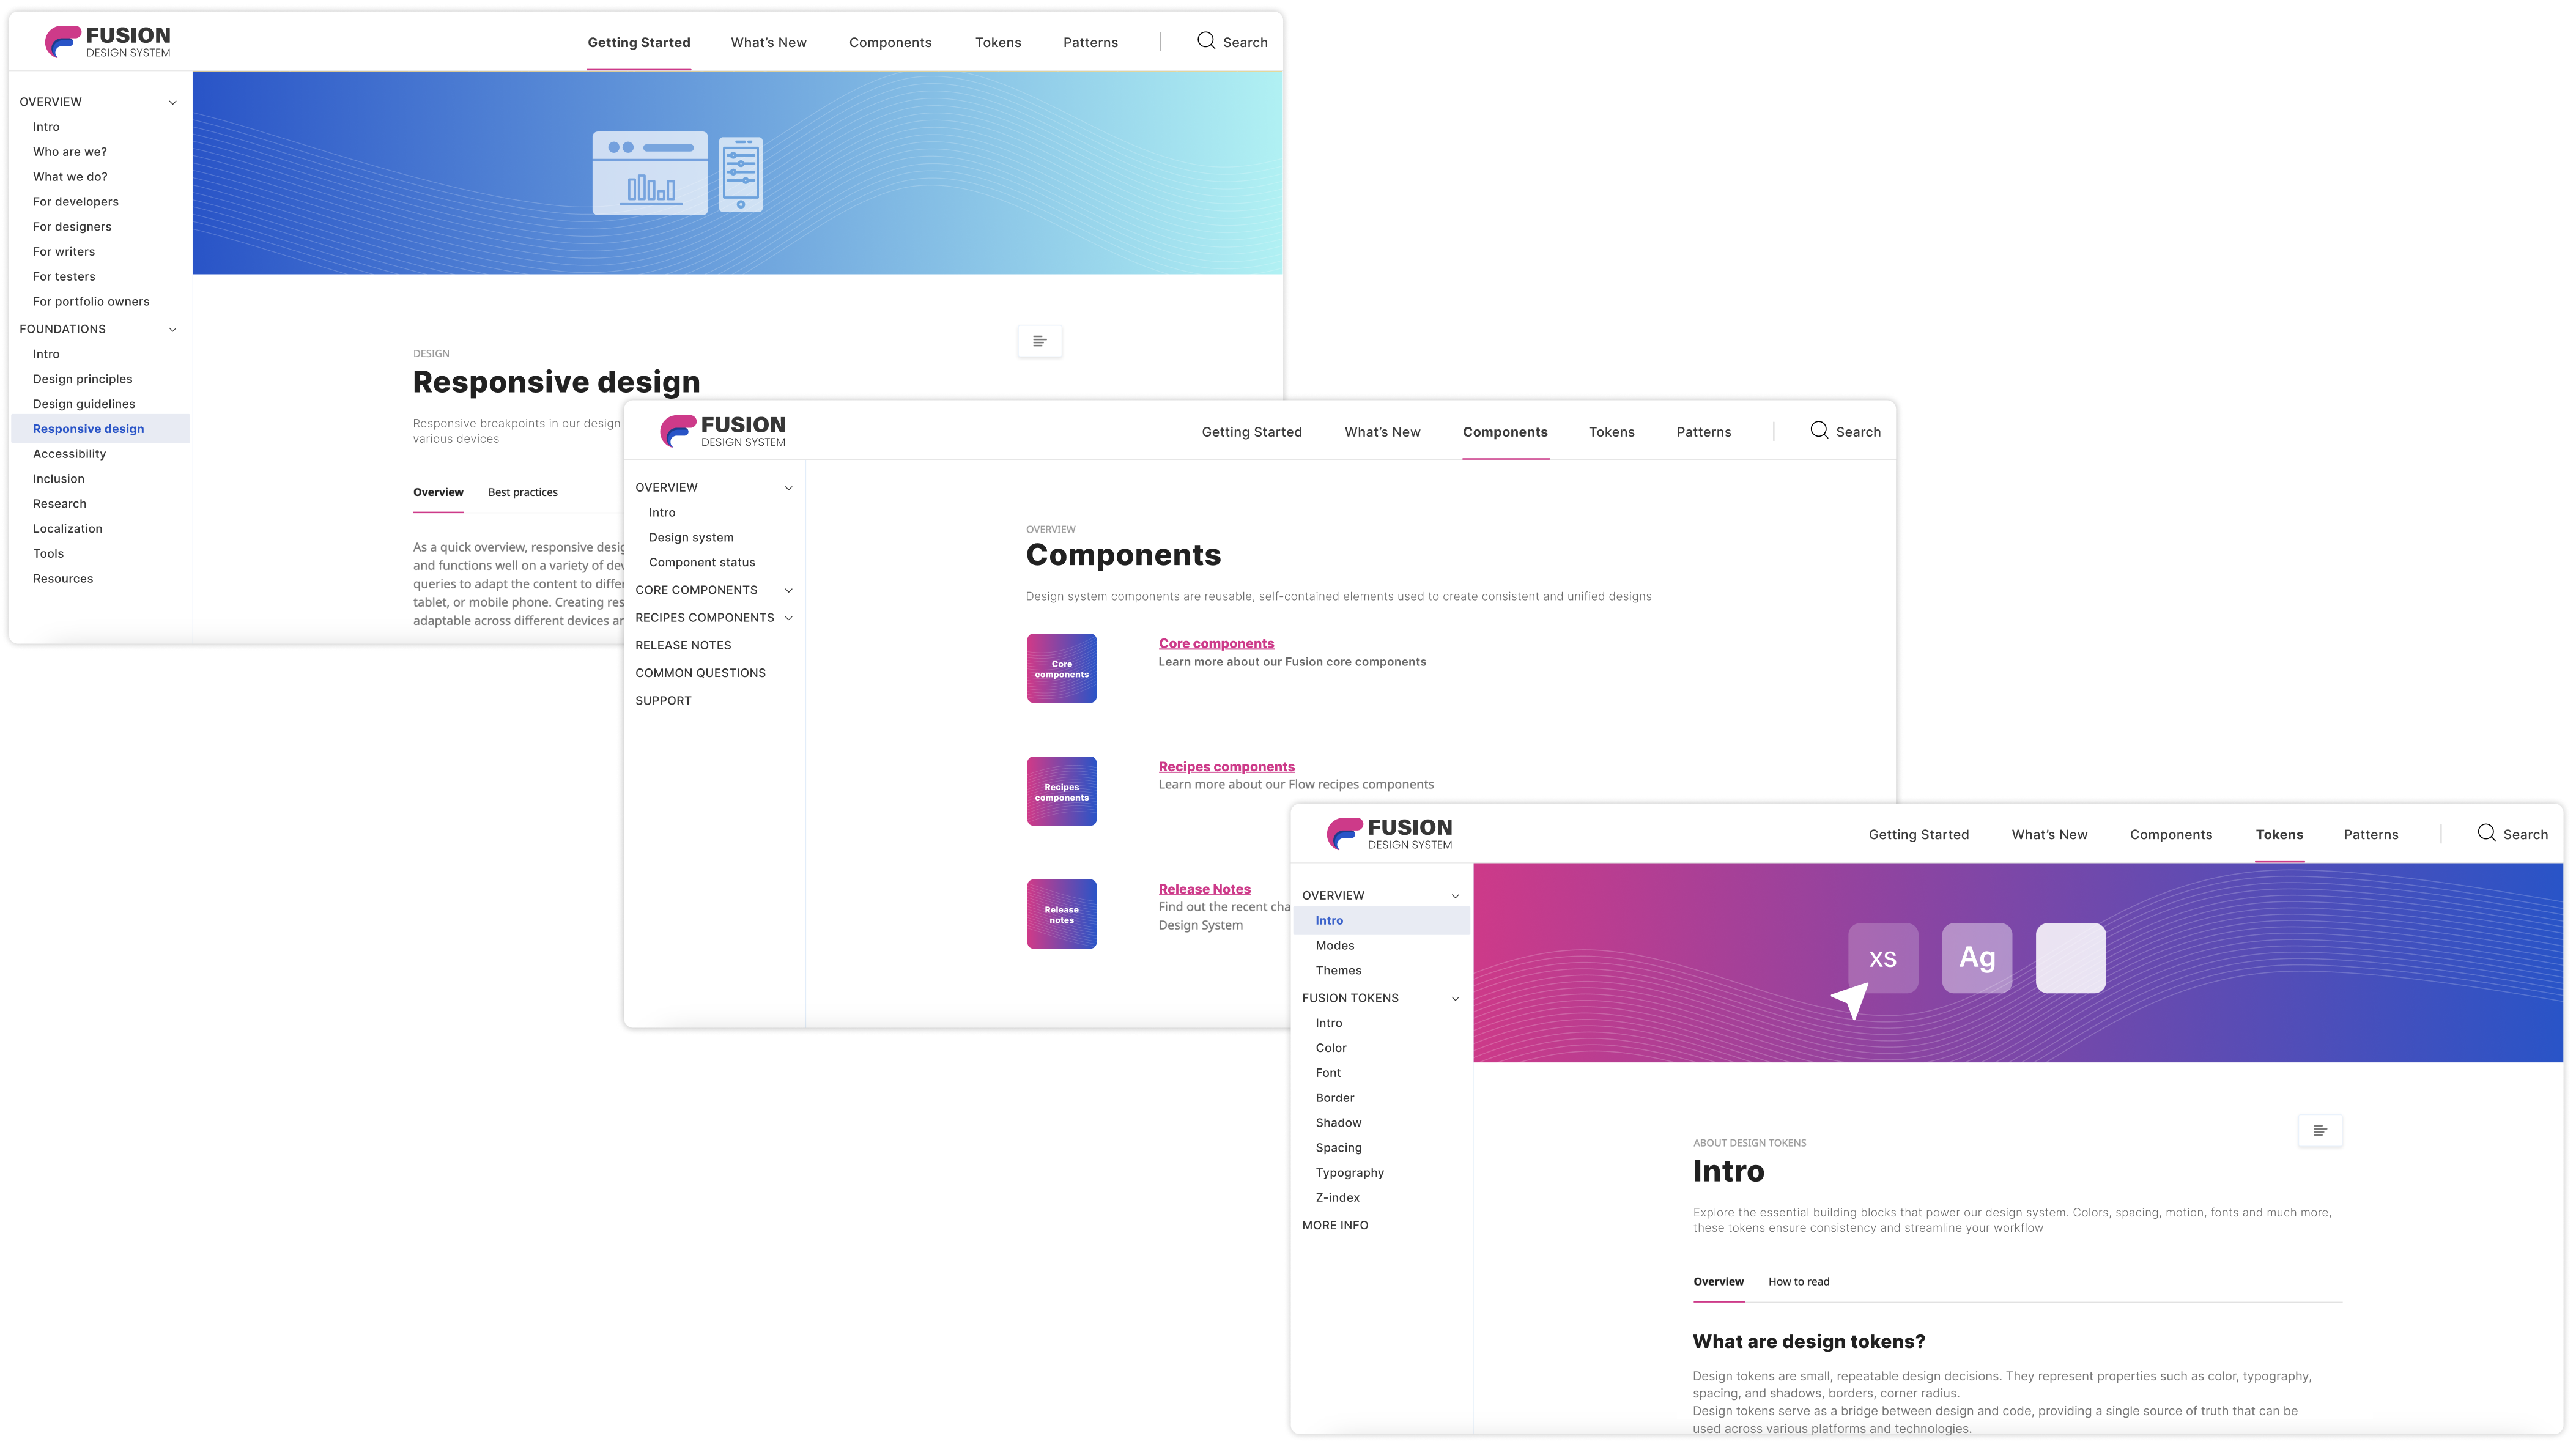 FUSION
DESIGN SYSTEM
Getting Started
What's New
Components
Tokens
Patterns
Search
OVERVIEW
Intro
Who are we?
What we do?
For developers
For designers
For writers
For testers
For portfolio owners
FOUNDATIONS
Intro
Design principles
Design guidelines
Responsive design
Accessibility
Inclusion
Research
Localization
Tools
Resources
DESIGN
Responsive design
Responsive breakpoints in our design
various devices
Overview
Best practices
As a quick overview, responsive
and functions well on a variety of
queries to adapt the content to
tablet, or mobile phone. Creating
adaptable across different devices
FUSION
DESIGN SYSTEM
Getting Started
What's New
Components
Tokens
Patterns
Search
OVERVIEW
Intro
Design system
Component status
CORE COMPONENTS
RECIPES COMPONENTS
RELEASE NOTES
COMMON QUESTIONS
SUPPORT
OVERVIEW
Components
Design system components are reusable, self-contained elements used to create consistent and unified designs
Core
components
Core components
Learn more about our Fusion core components
Recipes
components
Recipes components
Learn more about our Flow recipes components
Release
notes
Release Notes
Find out the recent
Design System
FUSION
DESIGN SYSTEM
Getting Started
What's New
Components
Tokens
Patterns
Search
OVERVIEW
Intro
Modes
Themes
FUSION TOKENS
Intro
Color
Font
Border
Shadow
Spacing
Typography
Z-index
MORE INFO
XS
Ag
ABOUT DESIGN TOKENS
Intro
Explore the essential building blocks that power our design system. Colors, spacing, motion, fonts and much more,
these tokens ensure consistency and streamline your workflow
Overview
How to read
What are design tokens?
Design tokens are small, repeatable design decisions. They represent properties such as color, typography,
spacing, and shadows, borders, corner radius.
Design tokens serve as a bridge between design and code, providing a single source of truth that can be
used across various platforms and technologies.